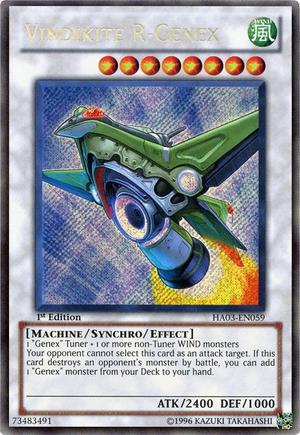 VINDIKITE R-GENEX
WIND
風
1st Edition
HA03-EN059
[MACHINE/SYNCHRO/EFFECT]
1 "Genex" Tuner + 1 or more non-Tuner WIND monsters
Your opponent cannot select this card as an attack target. If this
card destroys an opponent's monster by battle, you can add
1 "Genex" monster from your Deck to your hand.
ATK/2400 DEF/1000
73483491
©1996 KAZUKI TAKAHASHI